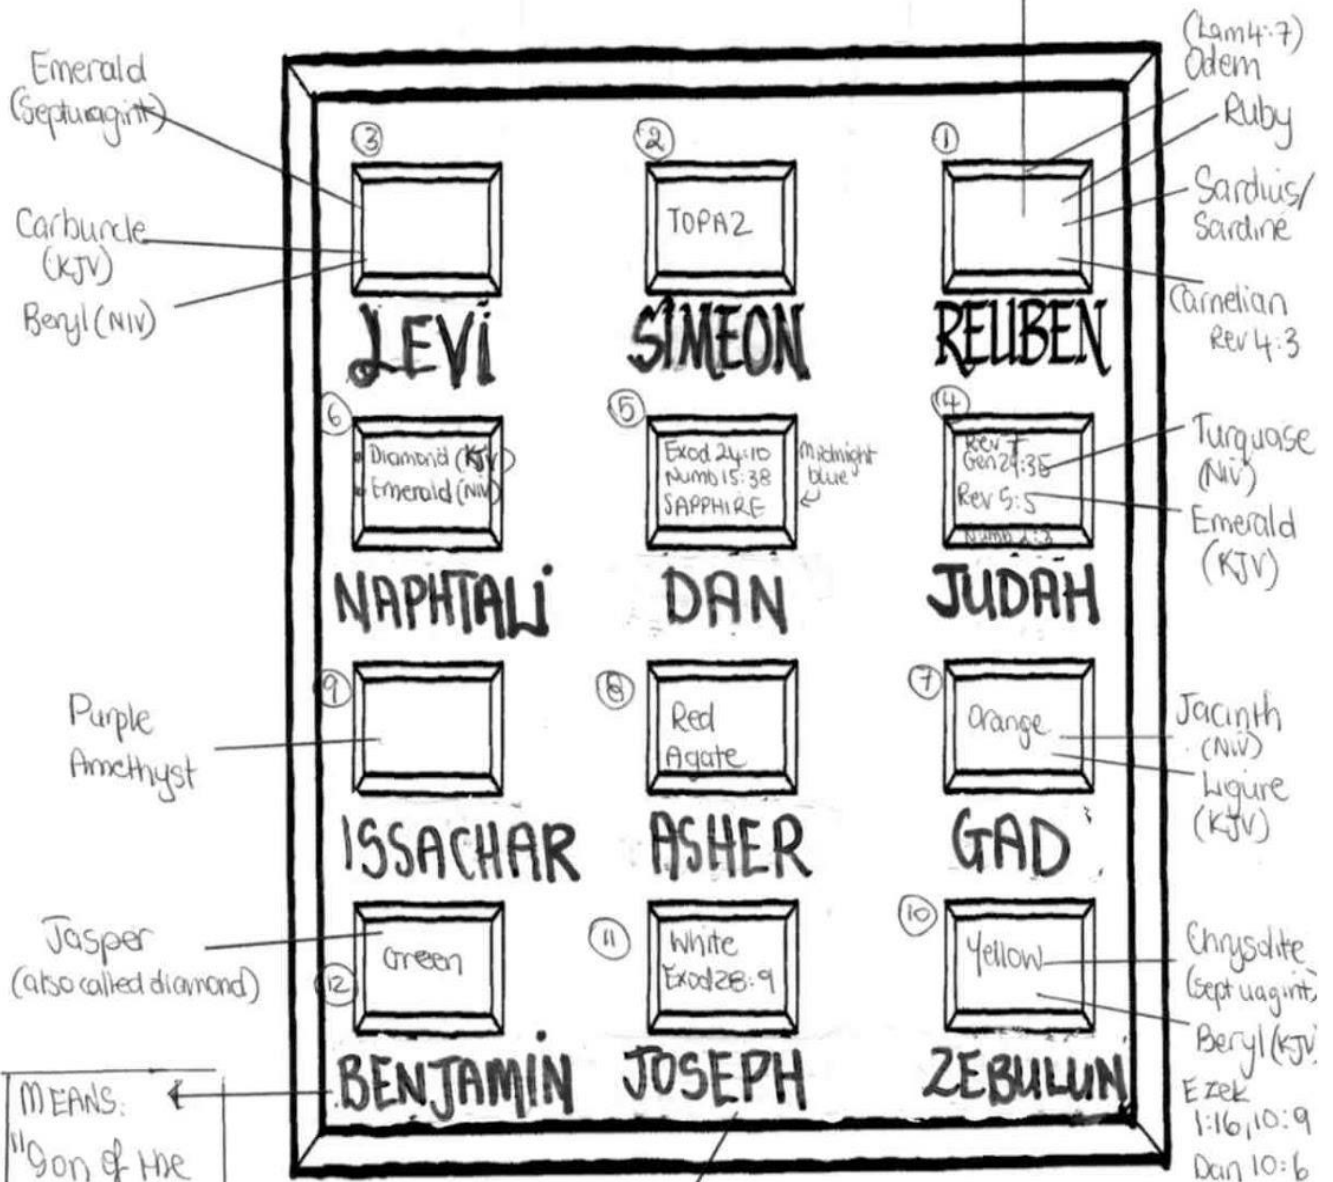 Emerald
(Septuagint)
Carbuncle
(KJV)
Beryl (NIV)
③
LEVI
②
TOPAZ
SIMEON
①
REUBEN
(Lam 4:7)
Odem
Ruby
Sardius/
Sardine
Carnelian
Rev 4:3
⑥
Diamond (KJV)
Emerald (NIV)
NAPHTALI
⑤
Exod 24:10
Numb 15:38
SAPPHIRE
Midnight
blue
DAN
④
Rev 7
Gen 29:35
Rev 5:5
Numb 2:3
JUDAH
Turquoise
(NIV)
Emerald
(KJV)
Purple
Amethyst
⑨
ISSACHAR
⑧
Red
Agate
ASHER
⑦
Orange
GAD
Jacinth
(NIV)
Ligure
(KJV)
Jasper
(also called diamond)
⑫
Green
BENJAMIN
⑪
White
Exod 28:9
JOSEPH
⑩
Yellow
ZEBULUN
Chrysolite
(Septuagint,
Beryl (KJV)
Ezek
1:16, 10:9
Dan 10:6
MEANS:
"Son of the